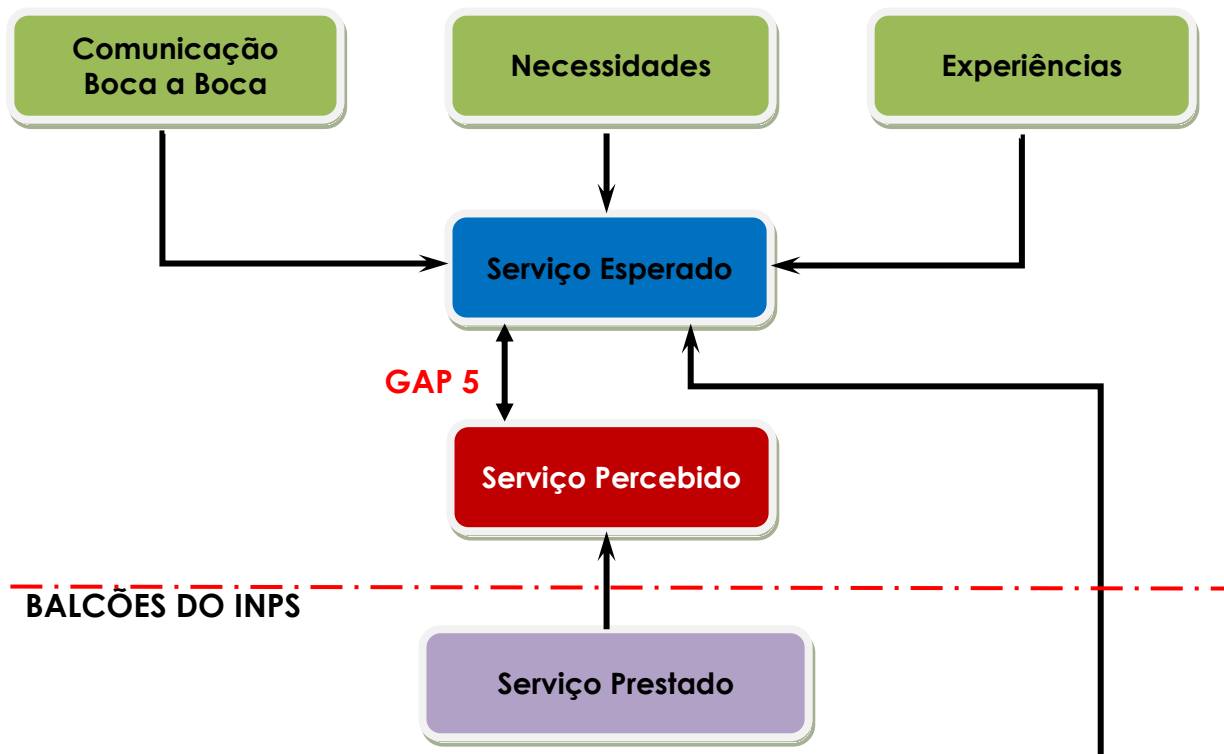 Comunicação
Boca a Boca
Necessidades
Experiências
Serviço Esperado
GAP 5
Serviço Percebido
BALCÕES DO INPS
Serviço Prestado